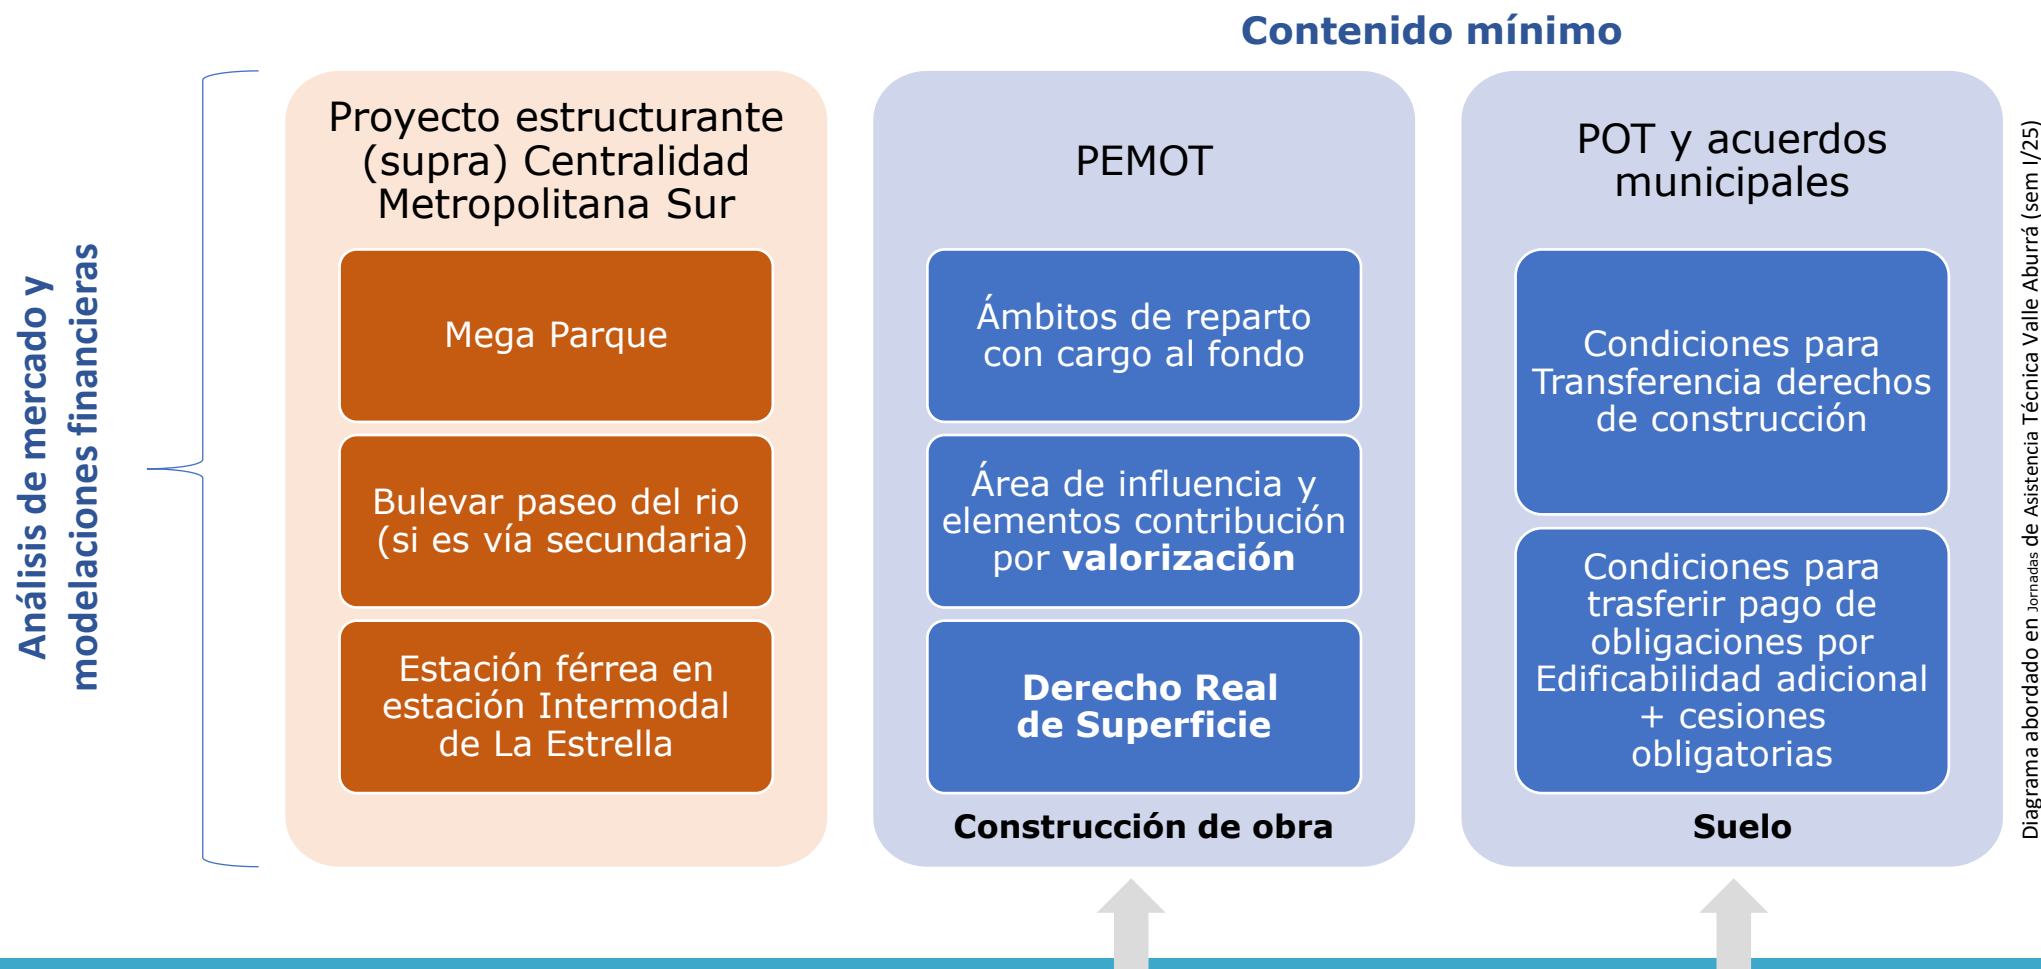 Contenido mínimo
Análisis de mercado y
modelaciones financieras
Proyecto estructurante
(supra) Centralidad
Metropolitana Sur
Mega Parque
Bulevar paseo del rio
(si es vía secundaria)
Estación férrea en
estación Intermodal
de La Estrella
PEMOT
Ámbitos de reparto
con cargo al fondo
Área de influencia y
elementos contribución
por valorización
Derecho Real
de Superficie
Construcción de obra
POT y acuerdos
municipales
Condiciones para
Transferencia derechos
de construcción
Condiciones para
trasferir pago de
obligaciones por
Edificabilidad adicional
+ cesiones
obligatorias
Suelo
Diagrama abordado en Jornadas de Asistencia Técnica Valle Aburrá (sem I/25)